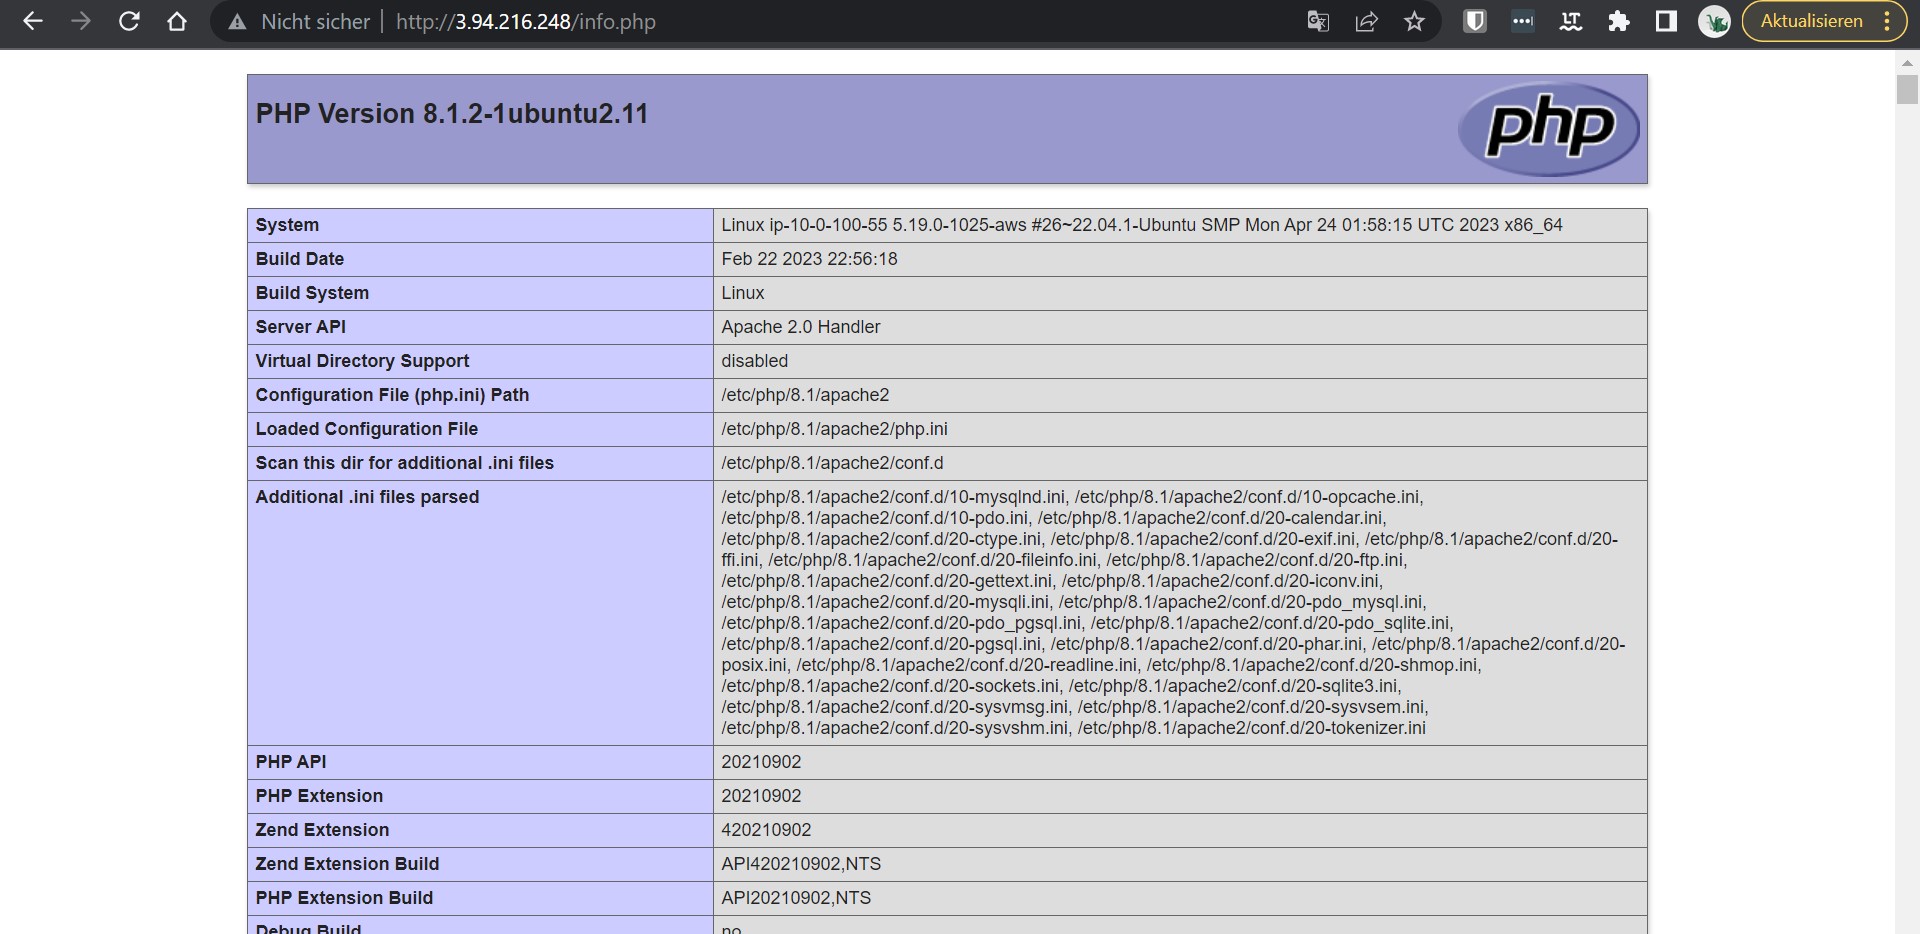 Nicht sicher | http://3.94.216.248/info.php
Aktualisieren
PHP Version 8.1.2-1ubuntu2.11
php
System Linux ip-10-0-100-55 5.19.0-1025-aws #26~22.04.1-Ubuntu SMP Mon Apr 24 01:58:15 UTC 2023 x86_64
Build Date Feb 22 2023 22:56:18
Build System Linux
Server API Apache 2.0 Handler
Virtual Directory Support disabled
Configuration File (php.ini) Path /etc/php/8.1/apache2
Loaded Configuration File /etc/php/8.1/apache2/php.ini
Scan this dir for additional .ini files /etc/php/8.1/apache2/conf.d
Additional .ini files parsed /etc/php/8.1/apache2/conf.d/10-mysqlnd.ini, /etc/php/8.1/apache2/conf.d/10-opcache.ini,
/etc/php/8.1/apache2/conf.d/10-pdo.ini, /etc/php/8.1/apache2/conf.d/20-calendar.ini,
/etc/php/8.1/apache2/conf.d/20-ctype.ini, /etc/php/8.1/apache2/conf.d/20-exif.ini, /etc/php/8.1/apache2/conf.d/20-
ffi.ini, /etc/php/8.1/apache2/conf.d/20-fileinfo.ini, /etc/php/8.1/apache2/conf.d/20-ftp.ini,
/etc/php/8.1/apache2/conf.d/20-gettext.ini, /etc/php/8.1/apache2/conf.d/20-iconv.ini,
/etc/php/8.1/apache2/conf.d/20-mysqli.ini, /etc/php/8.1/apache2/conf.d/20-pdo_mysql.ini,
/etc/php/8.1/apache2/conf.d/20-pdo_pgsql.ini, /etc/php/8.1/apache2/conf.d/20-pdo_sqlite.ini,
/etc/php/8.1/apache2/conf.d/20-pgsql.ini, /etc/php/8.1/apache2/conf.d/20-phar.ini, /etc/php/8.1/apache2/conf.d/20-
posix.ini, /etc/php/8.1/apache2/conf.d/20-readline.ini, /etc/php/8.1/apache2/conf.d/20-shmop.ini,
/etc/php/8.1/apache2/conf.d/20-sockets.ini, /etc/php/8.1/apache2/conf.d/20-sqlite3.ini,
/etc/php/8.1/apache2/conf.d/20-sysvmsg.ini, /etc/php/8.1/apache2/conf.d/20-sysvsem.ini,
/etc/php/8.1/apache2/conf.d/20-sysvshm.ini, /etc/php/8.1/apache2/conf.d/20-tokenizer.ini
PHP API 20210902
PHP Extension 20210902
Zend Extension 420210902
Zend Extension Build API420210902,NTS
PHP Extension Build API20210902,NTS
Debug Build no